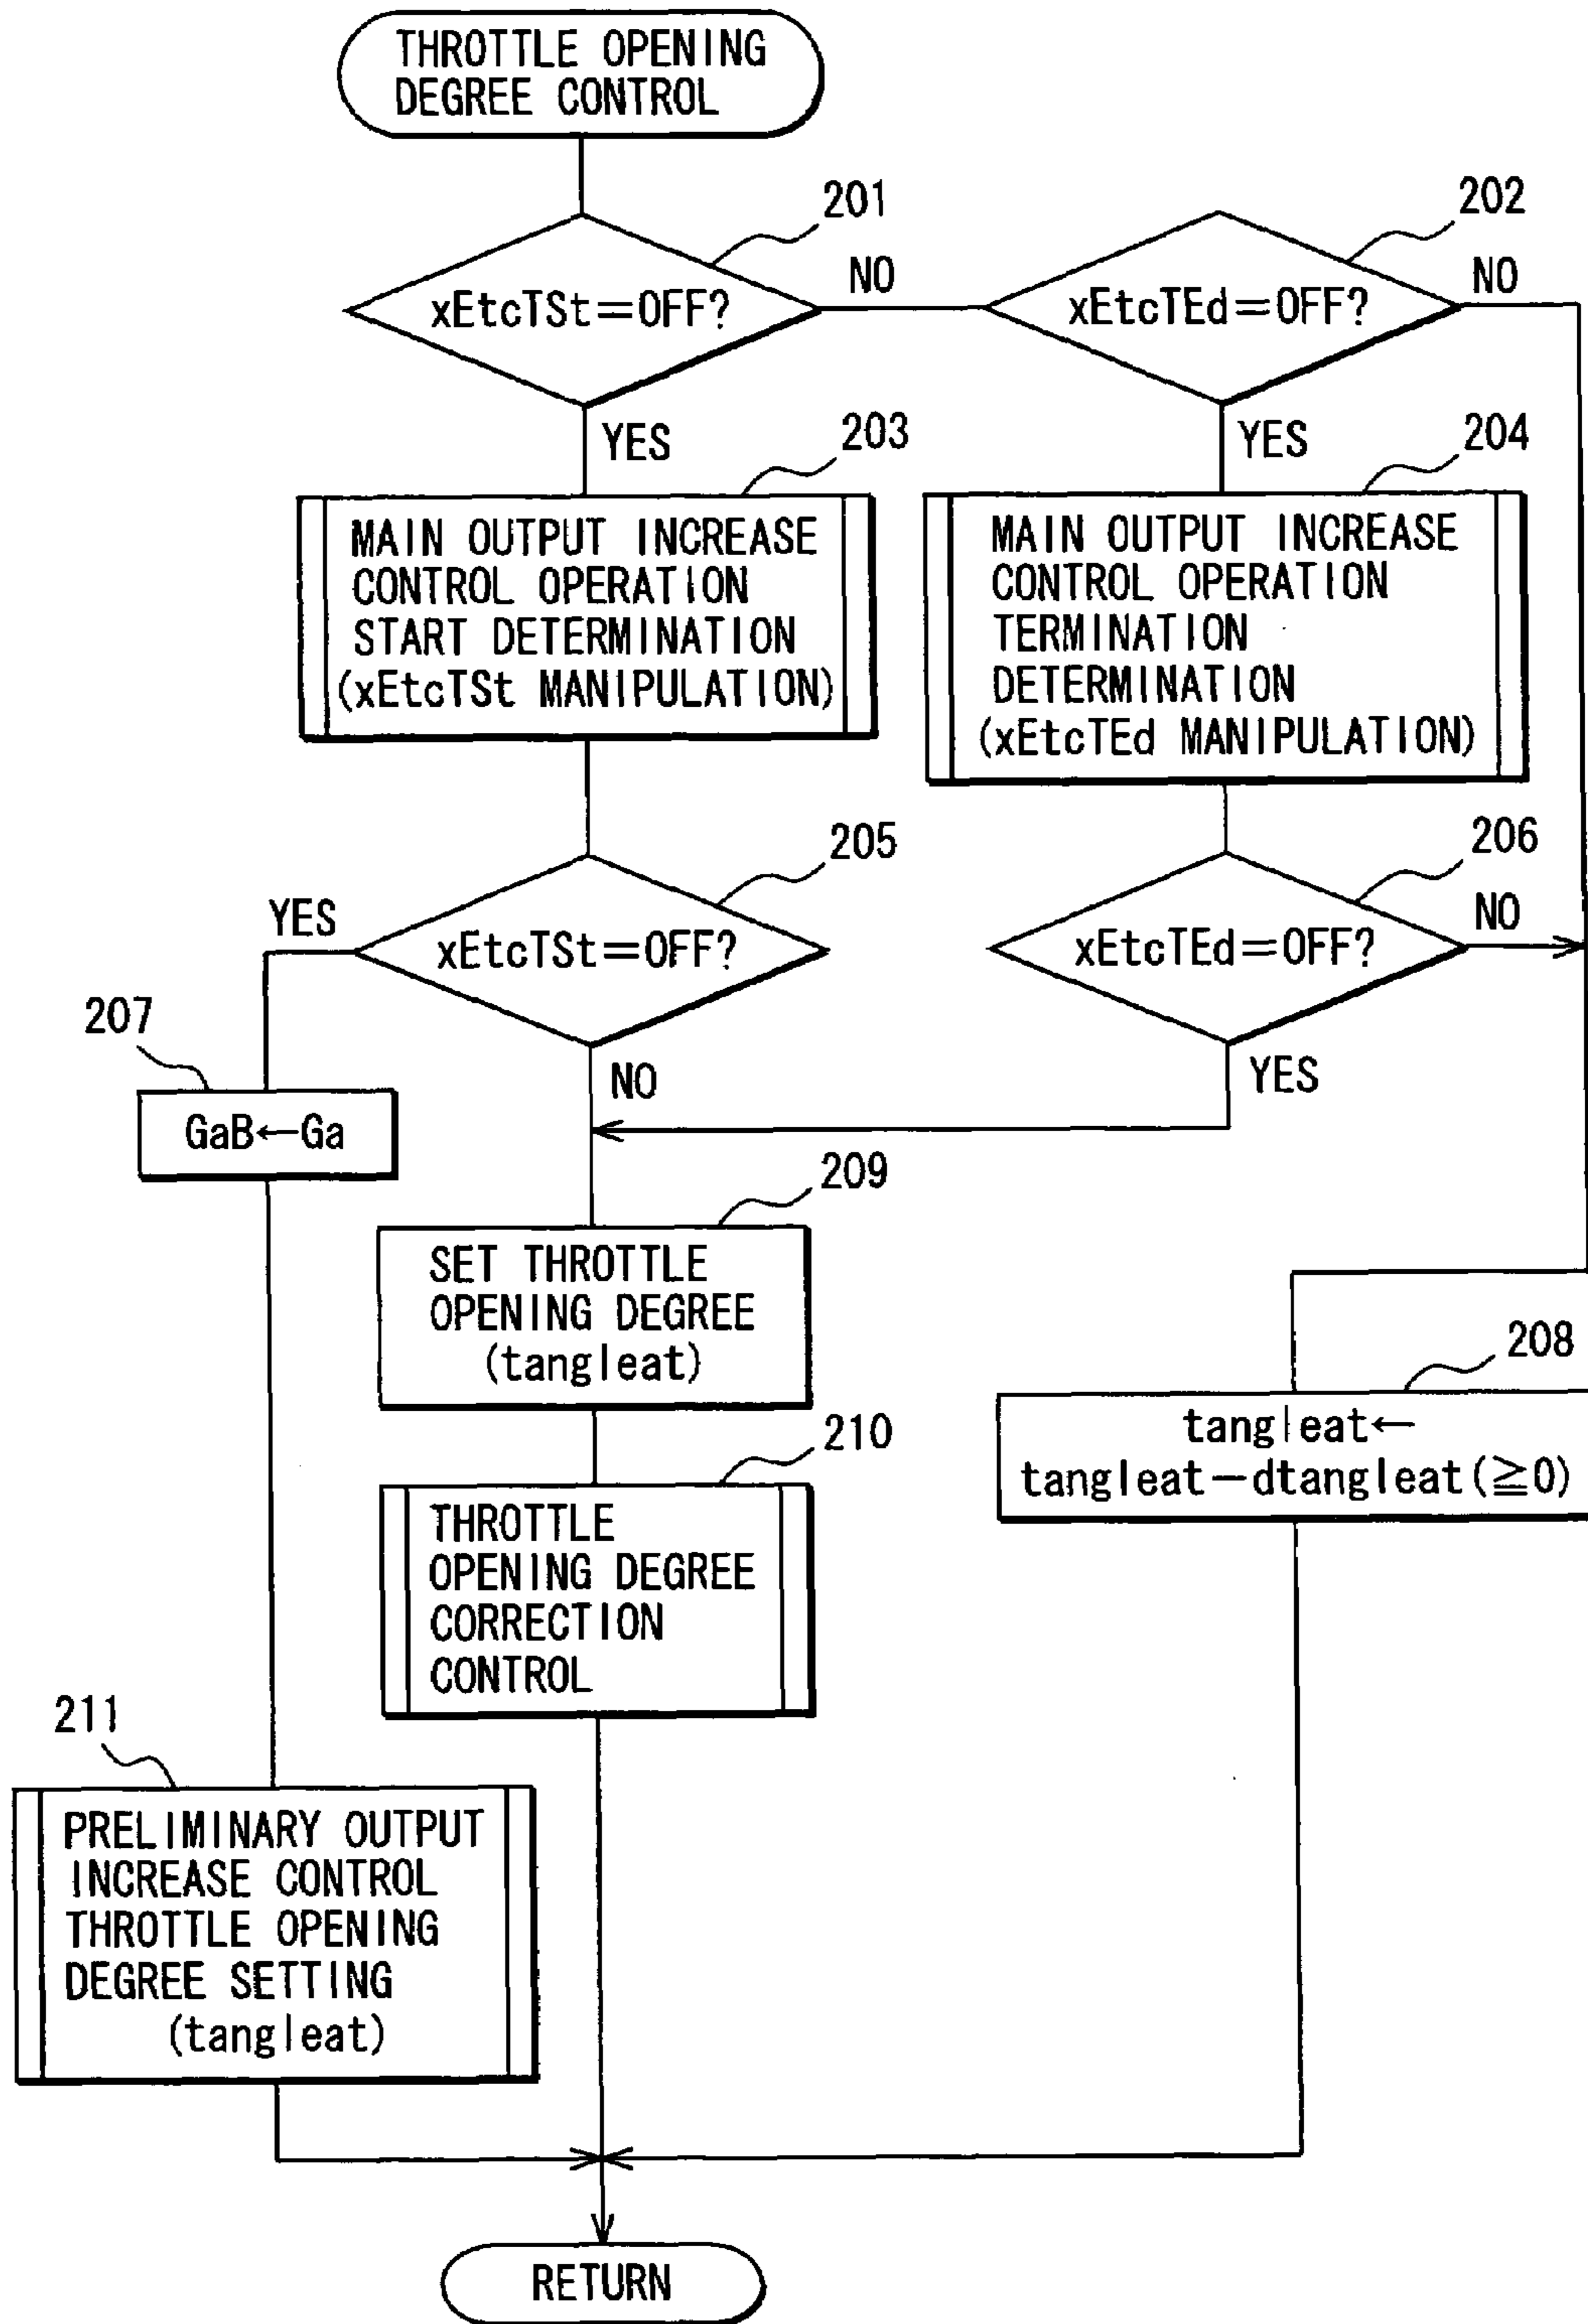 THROTTLE OPENING
DEGREE CONTROL
201
202
xEtcTSt=OFF?
NO
xEtcTEd=OFF?
NO
YES
203
YES
204
MAIN OUTPUT INCREASE
CONTROL OPERATION
START DETERMINATION
(xEtcTSt MANIPULATION)
MAIN OUTPUT INCREASE
CONTROL OPERATION
TERMINATION
DETERMINATION
(xEtcTEd MANIPULATION)
205
206
YES
xEtcTSt=OFF?
xEtcTEd=OFF?
NO
207
NO
YES
GaB←Ga
209
SET THROTTLE
OPENING DEGREE
(tangleat)
208
tangleat←
tangleat−dtangleat(≧0)
210
THROTTLE
OPENING DEGREE
CORRECTION
CONTROL
211
PRELIMINARY OUTPUT
INCREASE CONTROL
THROTTLE OPENING
DEGREE SETTING
(tangleat)
RETURN